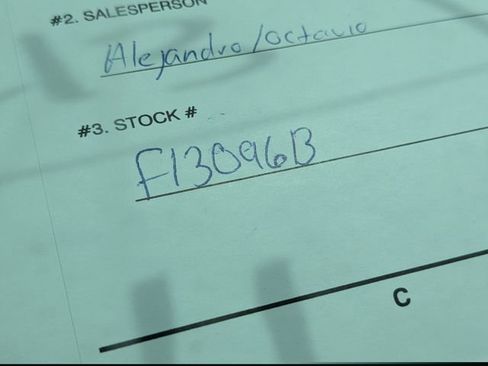 #2. SALESPERSON
Alejandro/Octavio
#3. STOCK #
F13096B
C